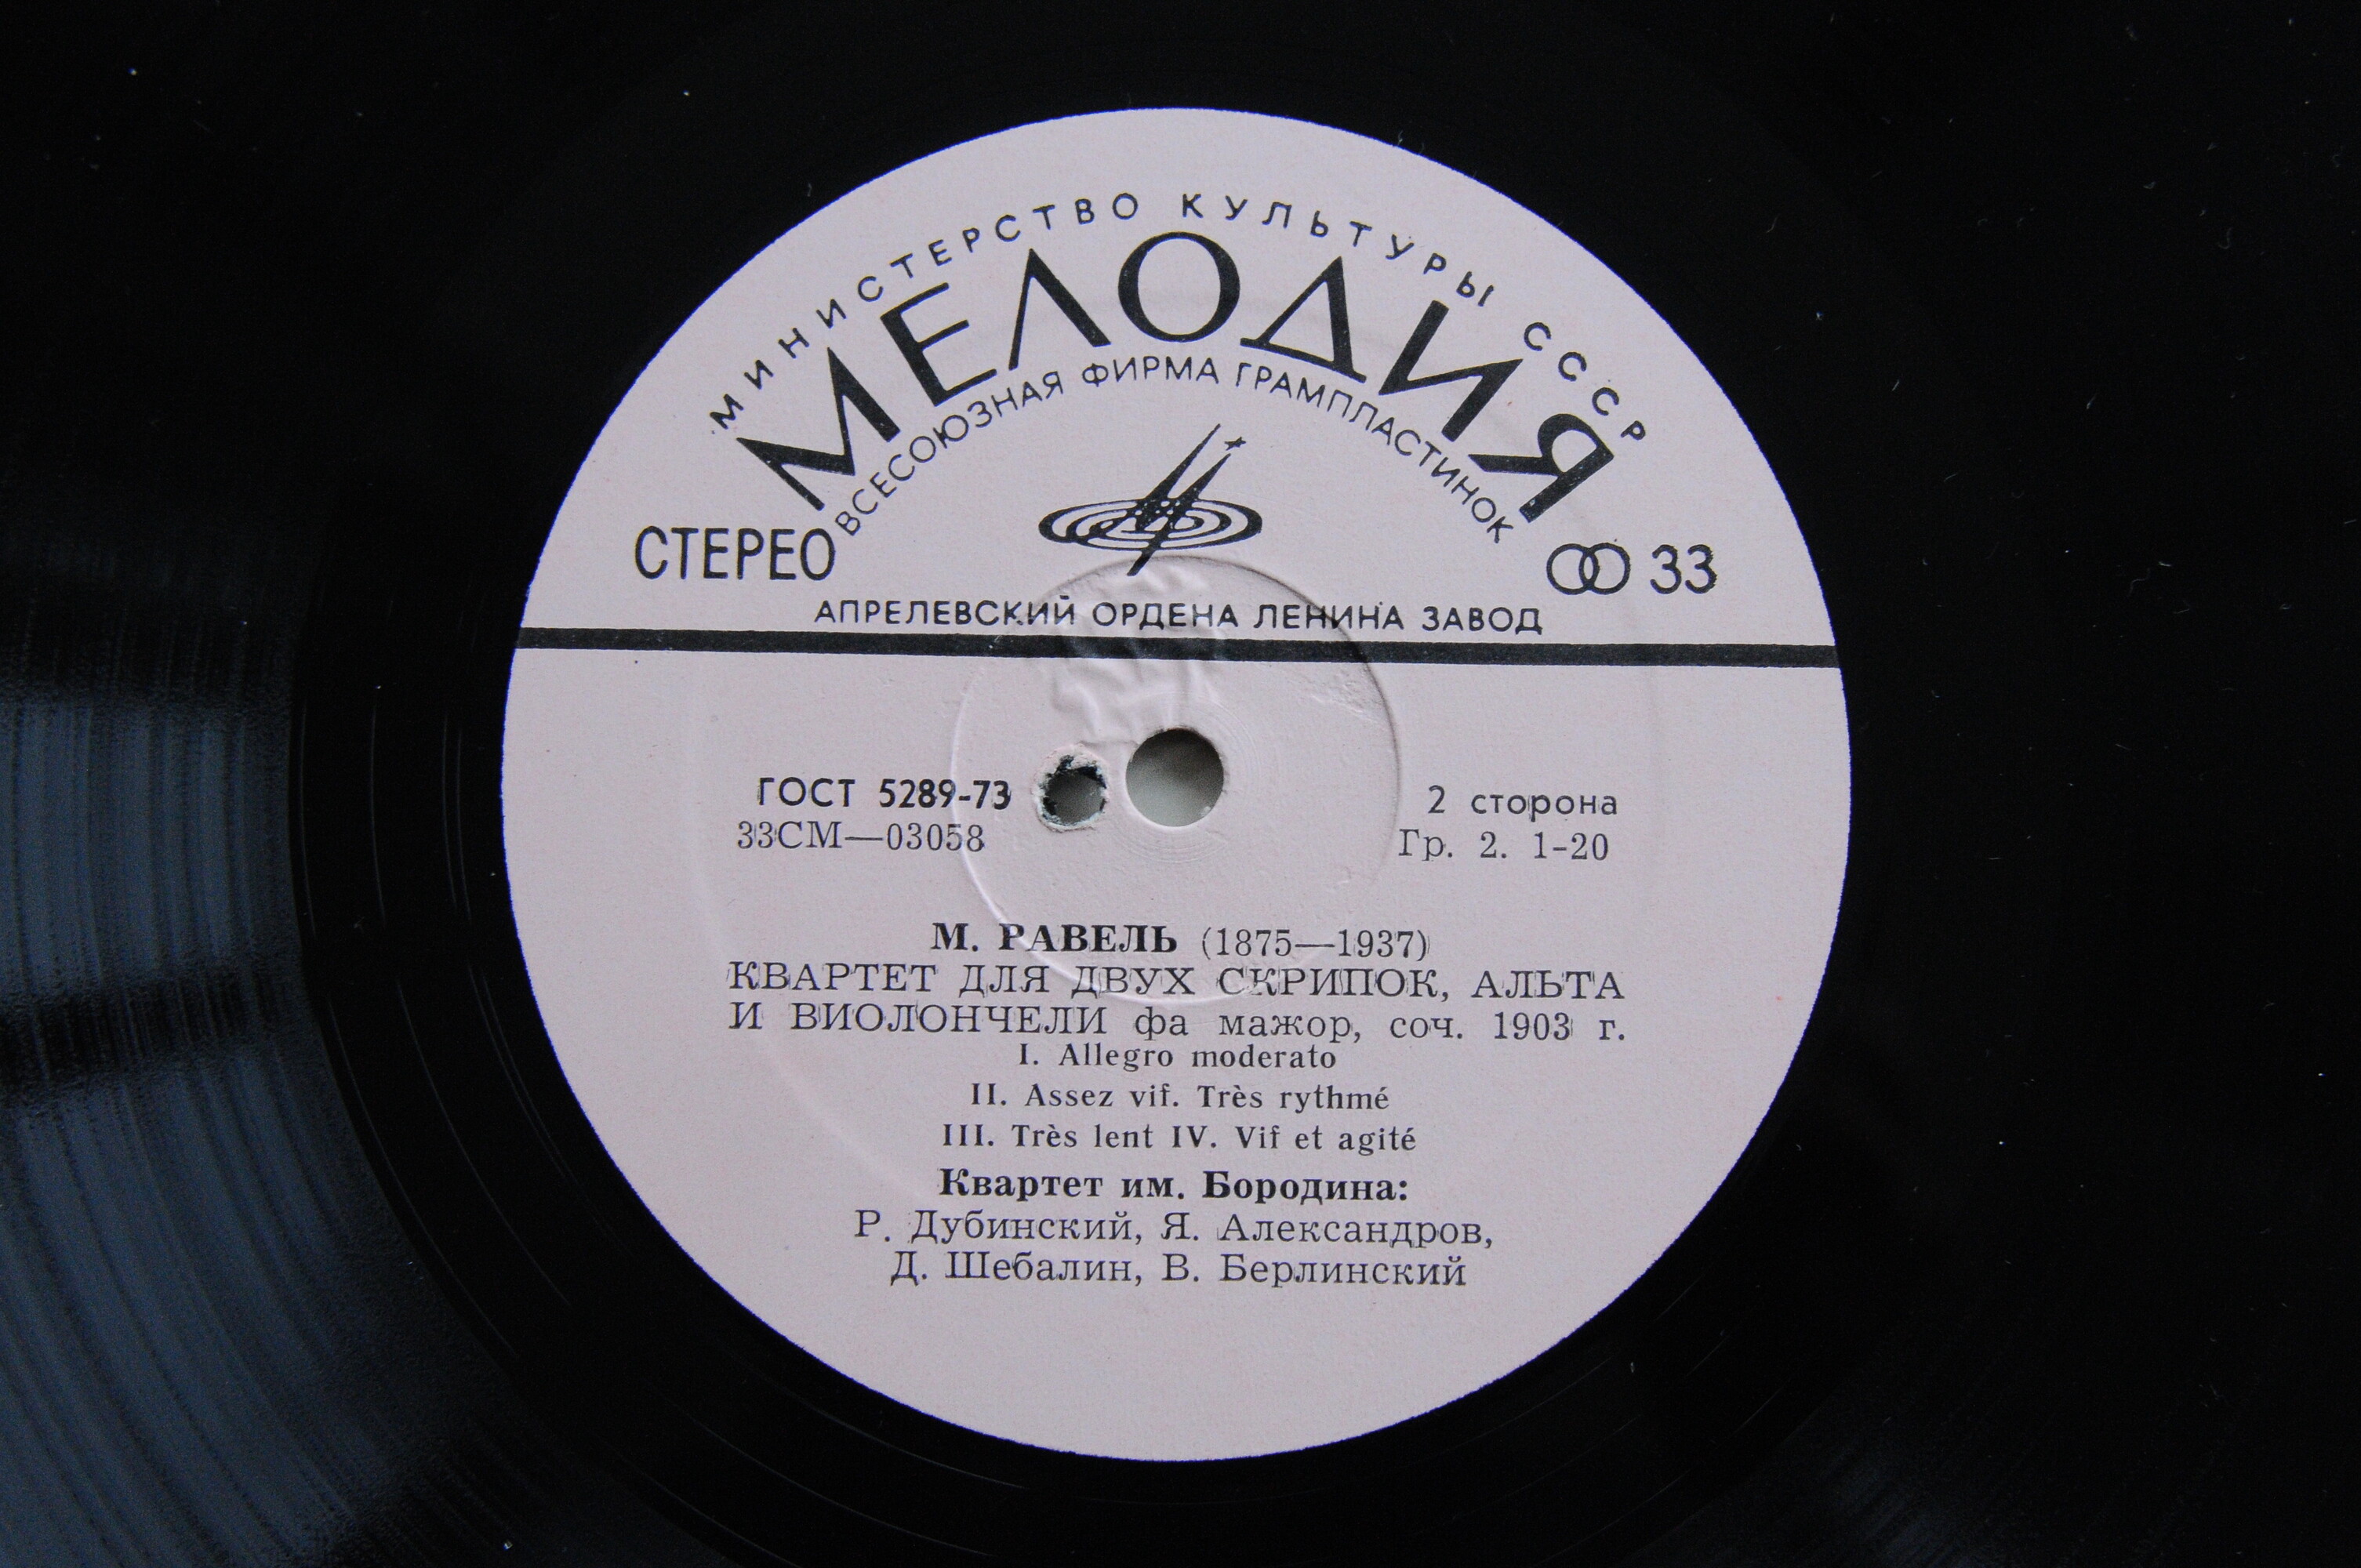 МИНИСТЕРСТВО КУЛЬТУРЫ СССР
МЕЛОДИЯ
ВСЕСОЮЗНАЯ ФИРМА ГРАМПЛАСТИНОК
СТЕРЕО
33
АПРЕЛЕВСКИЙ ОРДЕНА ЛЕНИНА ЗАВОД
ГОСТ 5289-73
2 сторона
33СМ—03058
Гр. 2. 1-20
М. РАВЕЛЬ (1875—1937)
КВАРТЕТ ДЛЯ ДВУХ СКРИПОК, АЛЬТА
И ВИОЛОНЧЕЛИ фа мажор, соч. 1903 г.
I. Allegro moderato
II. Assez vif. Très rythmé
III. Très lent IV. Vif et agité
Квартет им. Бородина:
Р. Дубинский, Я. Александров,
Д. Шебалин, В. Берлинский